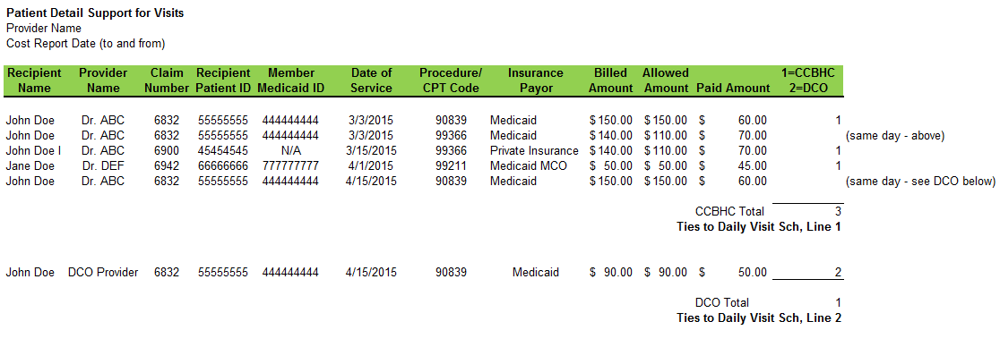 Patient Detail Support for Visits
Provider Name
Cost Report Date (to and from)
Recipient Provider Claim Recipient Member Date of Procedure/ Insurance Billed Allowed 1=CCBHC
Name Name Number Patient ID Medicaid ID Service CPT Code Payor Amount Amount Paid Amount 2=DCO
John Doe Dr. ABC 6832 55555555 444444444 3/3/2015 90839 Medicaid $150.00 $150.00 $ 60.00 1
John Doe Dr. ABC 6832 55555555 444444444 3/3/2015 99366 Medicaid $140.00 $110.00 $ 70.00 (same day - above)
John Doe I Dr. ABC 6900 45454545 N/A 3/15/2015 99366 Private Insurance $140.00 $110.00 $ 70.00 1
Jane Doe Dr. DEF 6942 66666666 777777777 4/1/2015 99211 Medicaid MCO $ 50.00 $ 50.00 $ 45.00 1
John Doe Dr. ABC 6832 55555555 444444444 4/15/2015 90839 Medicaid $150.00 $150.00 $ 60.00 (same day - see DCO below)
CCBHC Total 3
Ties to Daily Visit Sch, Line 1
John Doe DCO Provider 6832 55555555 444444444 4/15/2015 90839 Medicaid $ 90.00 $ 90.00 $ 50.00 2
DCO Total 1
Ties to Daily Visit Sch, Line 2